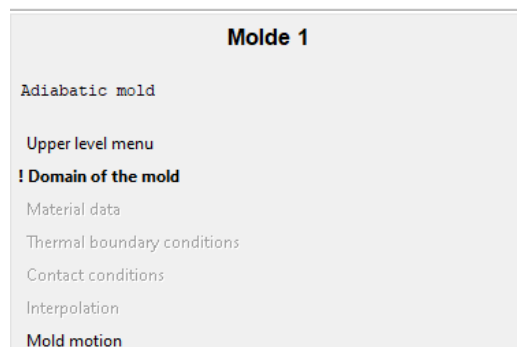 Molde 1
Adiabatic mold
Upper level menu
! Domain of the mold
Material data
Thermal boundary conditions
Contact conditions
Interpolation
Mold motion